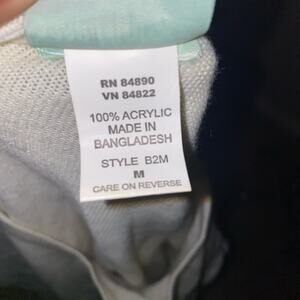 RN 84890
VN 84822
100% ACRYLIC
MADE IN
BANGLADESH
STYLE B2M
M
CARE ON REVERSE